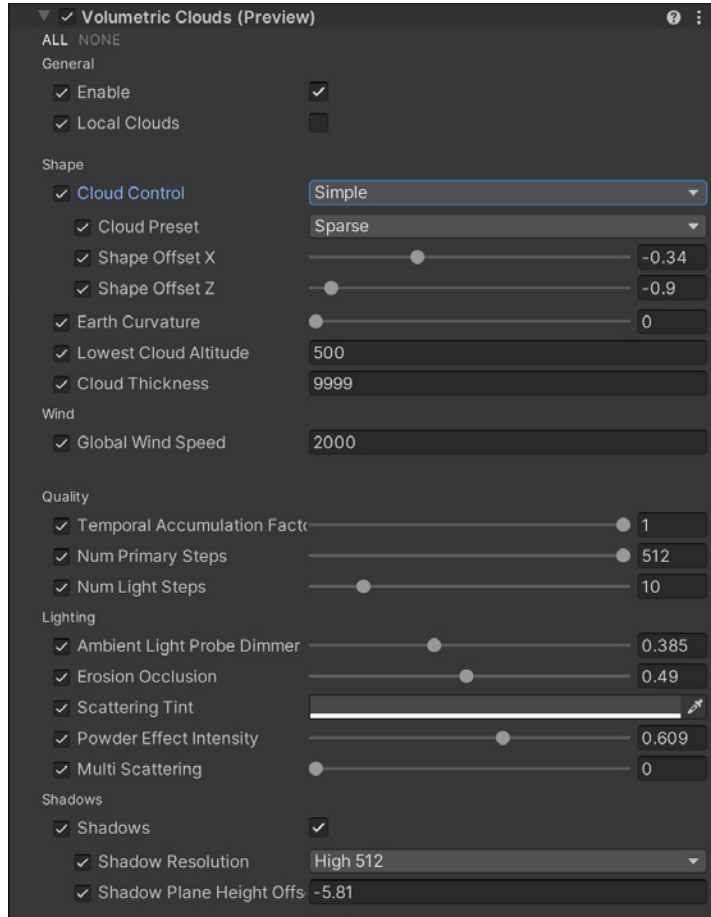 Volumetric Clouds (Preview)
ALL NONE
General
Enable
Local Clouds
Shape
Cloud Control Simple
Cloud Preset Sparse
Shape Offset X -0.34
Shape Offset Z -0.9
Earth Curvature 0
Lowest Cloud Altitude 500
Cloud Thickness 9999
Wind
Global Wind Speed 2000
Quality
Temporal Accumulation Facto 1
Num Primary Steps 512
Num Light Steps 10
Lighting
Ambient Light Probe Dimmer 0.385
Erosion Occlusion 0.49
Scattering Tint
Powder Effect Intensity 0.609
Multi Scattering 0
Shadows
Shadows
Shadow Resolution High 512
Shadow Plane Height Offs -5.81